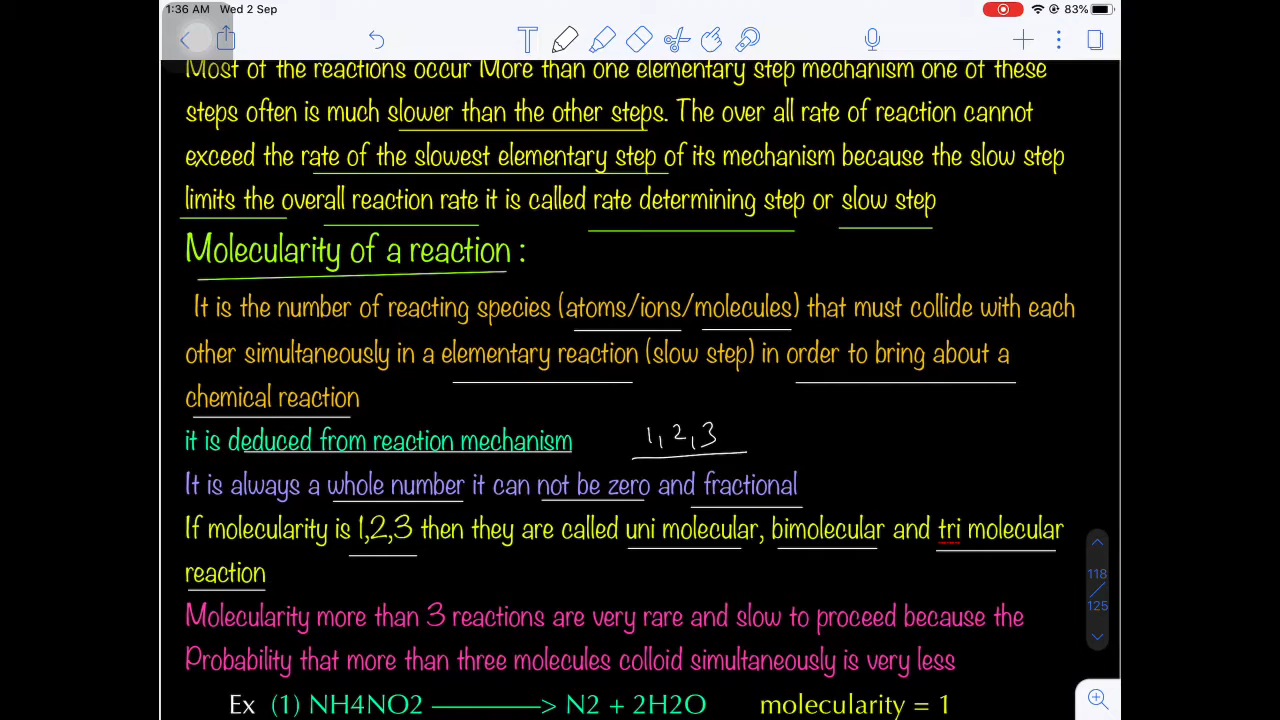 1:36 AM Wed 2 Sep 83%
Most of the reactions occur More than one elementary step mechanism one of these
steps often is much slower than the other steps. The over all rate of reaction cannot
exceed the rate of the slowest elementary step of its mechanism because the slow step
limits the overall reaction rate it is called rate determining step or slow step
Molecularity of a reaction :
It is the number of reacting species (atoms/ions/molecules) that must collide with each
other simultaneously in a elementary reaction (slow step) in order to bring about a
chemical reaction
it is deduced from reaction mechanism 1,2,3
It is always a whole number it can not be zero and fractional
If molecularity is 1,2,3 then they are called uni molecular, bimolecular and tri molecular
reaction
Molecularity more than 3 reactions are very rare and slow to proceed because the
Probability that more than three molecules colloid simultaneously is very less
Ex (1) NH4NO2 ————> N2 + 2H2O molecularity = 1
118
/
125